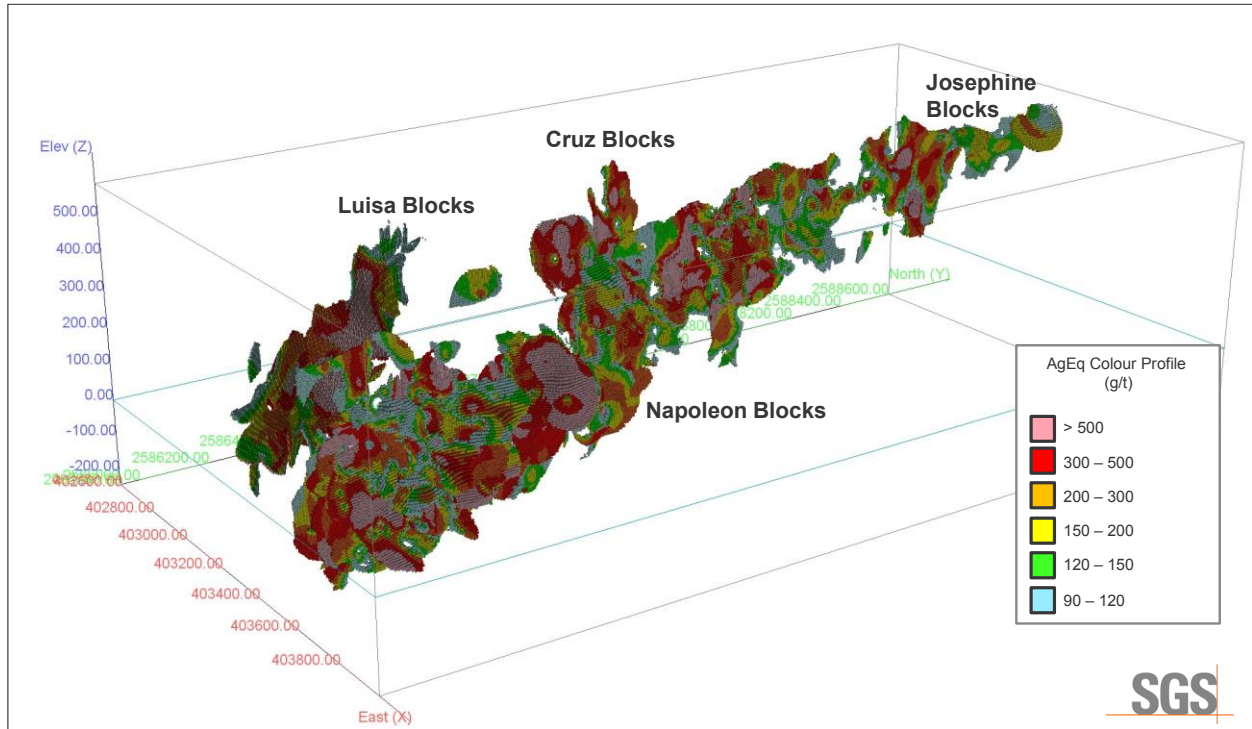 Josephine
Blocks
Cruz Blocks
Luisa Blocks
Napoleon Blocks
Elev (Z)
500.00
400.00
300.00
200.00
100.00
0.00
-100.00
-200.00
North (Y)
2588600.00
2588400.00
2586200.00
402800.00
403000.00
403200.00
403400.00
403600.00
403800.00
East (X)
AgEq Colour Profile
(g/t)
> 500
300 – 500
200 – 300
150 – 200
120 – 150
90 – 120
SGS